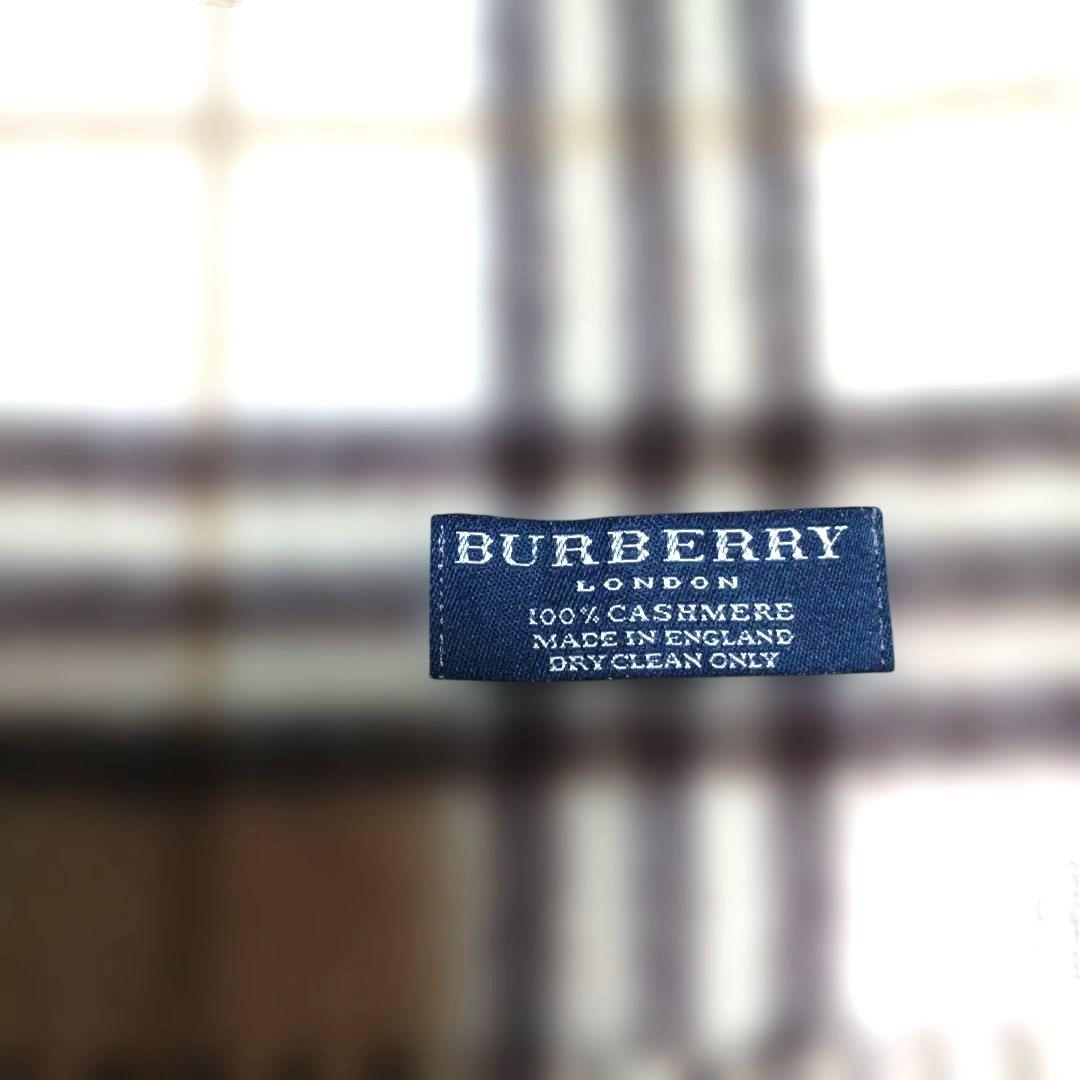 BURBERRY
LONDON
100% CASHMERE
MADE IN ENGLAND
DRY CLEAN ONLY